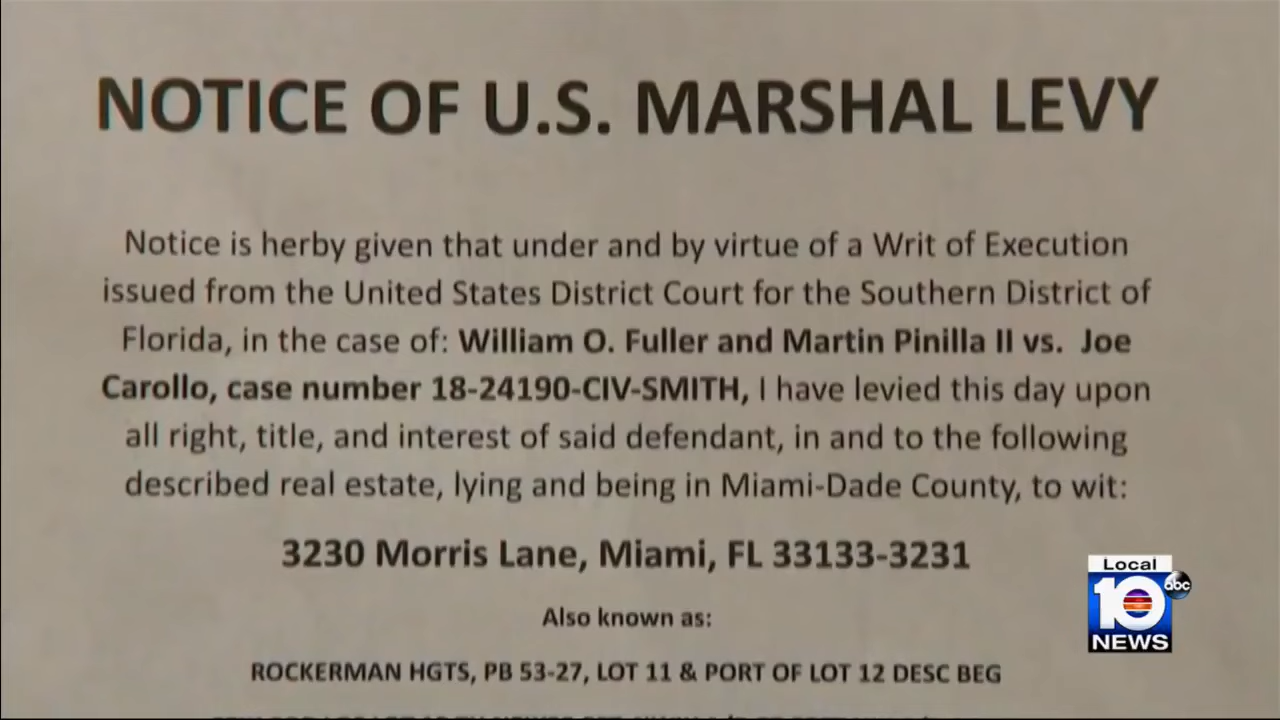 NOTICE OF U.S. MARSHAL LEVY
Notice is herby given that under and by virtue of a Writ of Execution
issued from the United States District Court for the Southern District of
Florida, in the case of: William O. Fuller and Martin Pinilla II vs. Joe
Carollo, case number 18-24190-CIV-SMITH, I have levied this day upon
all right, title, and interest of said defendant, in and to the following
described real estate, lying and being in Miami-Dade County, to wit:
3230 Morris Lane, Miami, FL 33133-3231
Also known as:
ROCKERMAN HGTS, PB 53-27, LOT 11 & PORT OF LOT 12 DESC BEG
Local
10
abc
NEWS